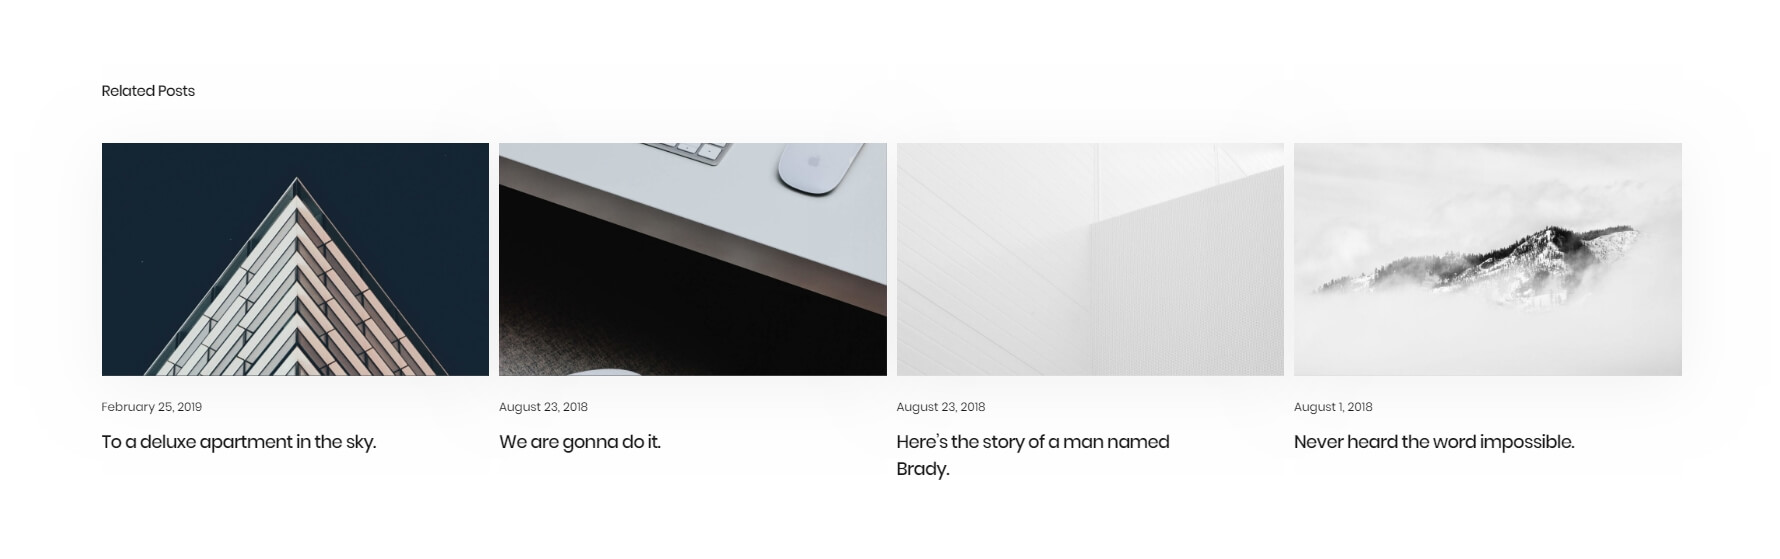 Related Posts
February 25, 2019
To a deluxe apartment in the sky.
August 23, 2018
We are gonna do it.
August 23, 2018
Here’s the story of a man named
Brady.
August 1, 2018
Never heard the word impossible.